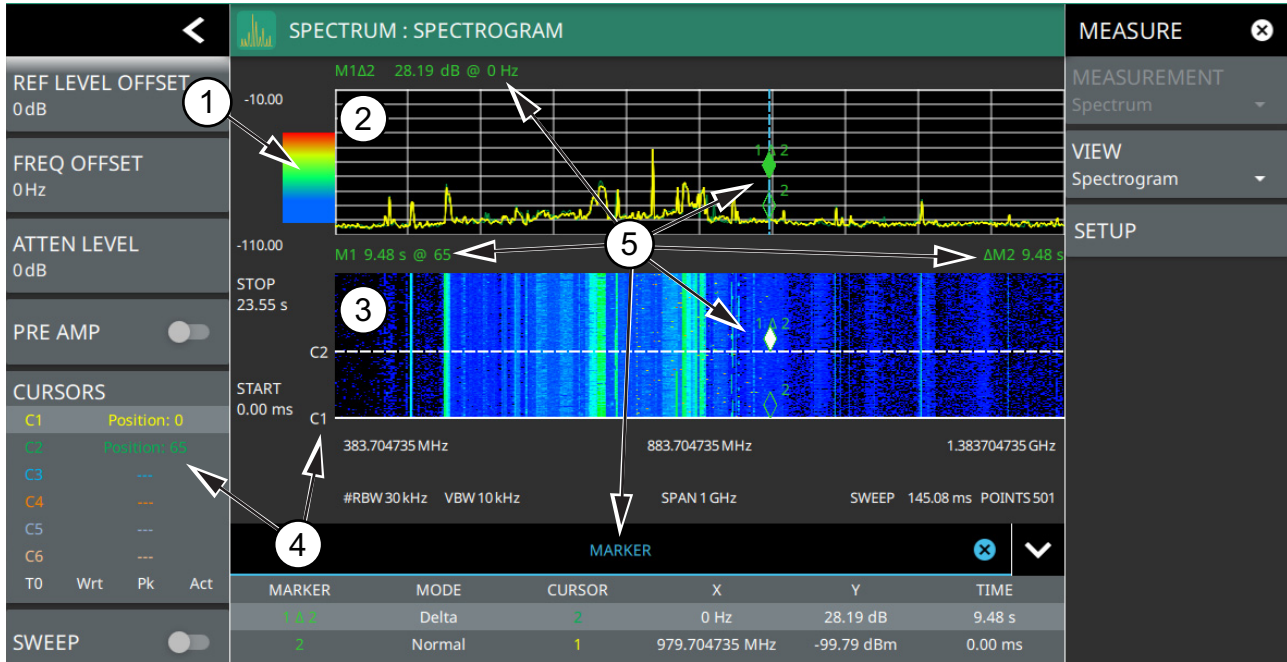 SPECTRUM : SPECTROGRAM
MEASURE
REF LEVEL OFFSET
0 dB
FREQ OFFSET
0 Hz
ATTEN LEVEL
0 dB
PRE AMP
CURSORS
C1 Position: 0
C2 Position: 65
C3 ---
C4 ---
C5 ---
C6 ---
T0 Wrt Pk Act
SWEEP
M1Δ2 28.19 dB @ 0 Hz
-10.00
1
2
1 Δ 2
2
-110.00
M1 9.48 s @ 65
5
ΔM2 9.48 s
STOP
23.55 s
3
1 Δ 2
C2
START
0.00 ms
2
C1
383.704735 MHz 883.704735 MHz 1.383704735 GHz
#RBW 30 kHz VBW 10 kHz SPAN 1 GHz SWEEP 145.08 ms POINTS 501
4
MARKER
MARKER MODE CURSOR X Y TIME
1 Δ 2 Delta 2 0 Hz 28.19 dB 9.48 s
2 Normal 1 979.704735 MHz -99.79 dBm 0.00 ms
MEASUREMENT
Spectrum
VIEW
Spectrogram
SETUP